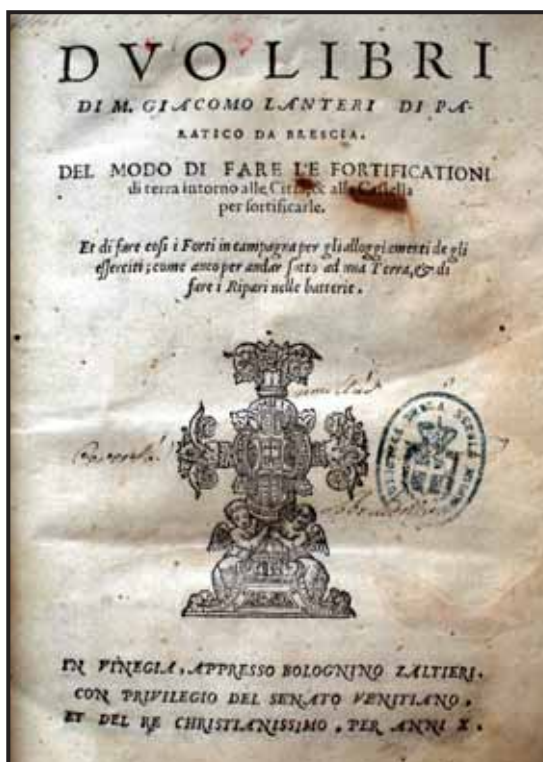 DVO LIBRI
DI M. GIACOMO LANTERI DI PA-
RATICO DA BRESCIA.
DEL MODO DI FARE LE FORTIFICATIONI
di terra intorno alle Città, & alle Castella
per fortificarle.
Et di fare così i Forti in campagna per gli alloggiamenti de gli
esserciti; come anco per andar sotto ad una Terra, & di
fare i Ripari nelle batterie.
IN VINEGIA, APPRESSO BOLOGNINO ZALTIERI.
CON PRIVILEGIO DEL SENATO VENITIANO,
ET DEL RE CHRISTIANISSIMO, PER ANNI X.